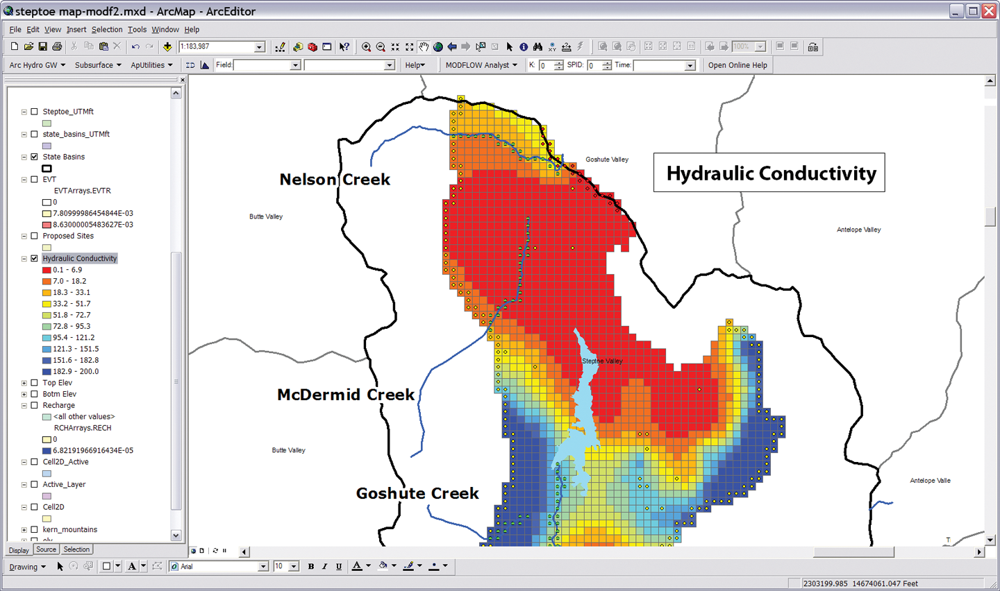 steptoe map-modf2.mxd - ArcMap - ArcEditor
File Edit View Insert Selection Tools Window Help
1:183,987
100%
Arc Hydro GW Subsurface ApUtilities ID Field: Help MODFLOW Analyst K: 0 SPID: 0 Time: Open Online Help
Steptoe_UTMft
state_basins_UTMft
State Basins
EVT
EVTArrays.EVTR
0
7.80999986454844E-03
8.63000005483627E-03
Proposed Sites
Hydraulic Conductivity
0.1 - 6.9
7.0 - 18.2
18.3 - 33.1
33.2 - 51.7
51.8 - 72.7
72.8 - 95.3
95.4 - 121.2
121.3 - 151.5
151.6 - 182.8
182.9 - 200.0
Top Elev
Botm Elev
Recharge
<all other values>
RCHArrays.RECH
0
6.82191966916434E-05
Cell2D_Active
Active_Layer
Cell2D
kern_mountains
Display Source Selection
Goshute Valley
Hydraulic Conductivity
Nelson Creek
Butte Valley
Antelope Valley
Steptoe Valley
McDermid Creek
Butte Valley
Antelope Valle
Goshute Creek
T
Drawing A Arial 10 B I U A
2303199.985 14674061.047 Feet